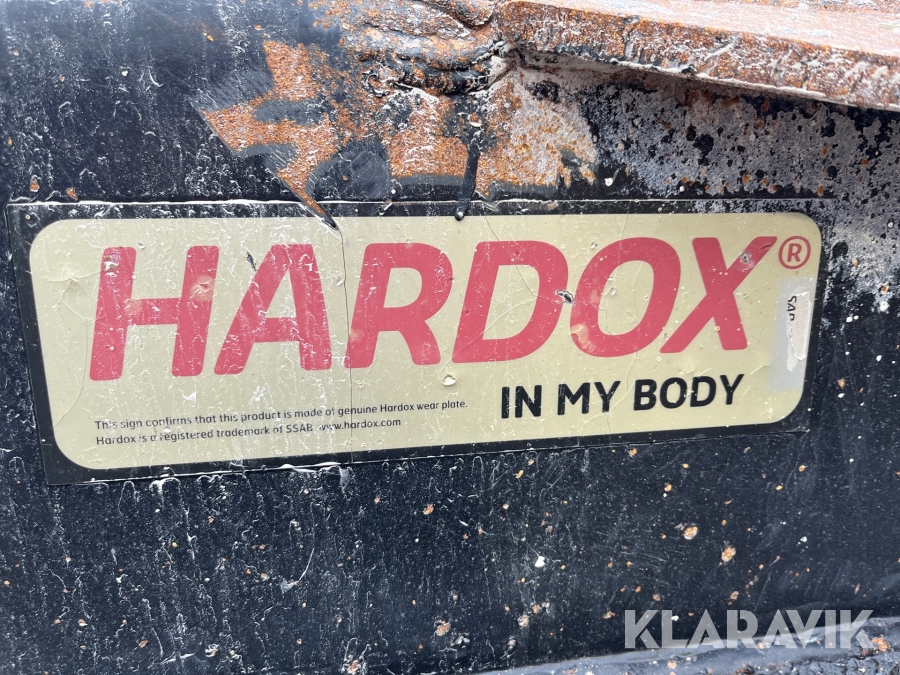 HARDOX®
IN MY BODY
This sign confirms that this product is made of genuine Hardox wear plate.
Hardox is a registered trademark of SSAB www.hardox.com
KLARAVIK